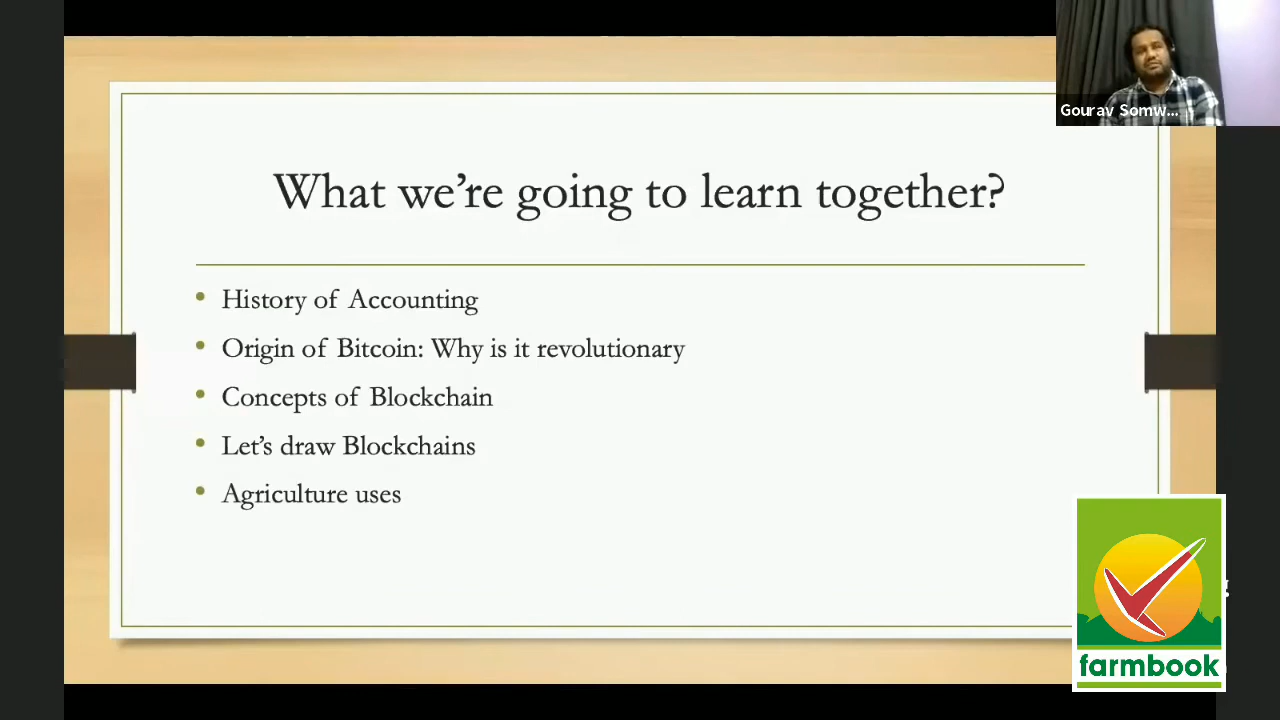 Gourav Somw...
What we’re going to learn together?
• History of Accounting
• Origin of Bitcoin: Why is it revolutionary
• Concepts of Blockchain
• Let’s draw Blockchains
• Agriculture uses
farmbook